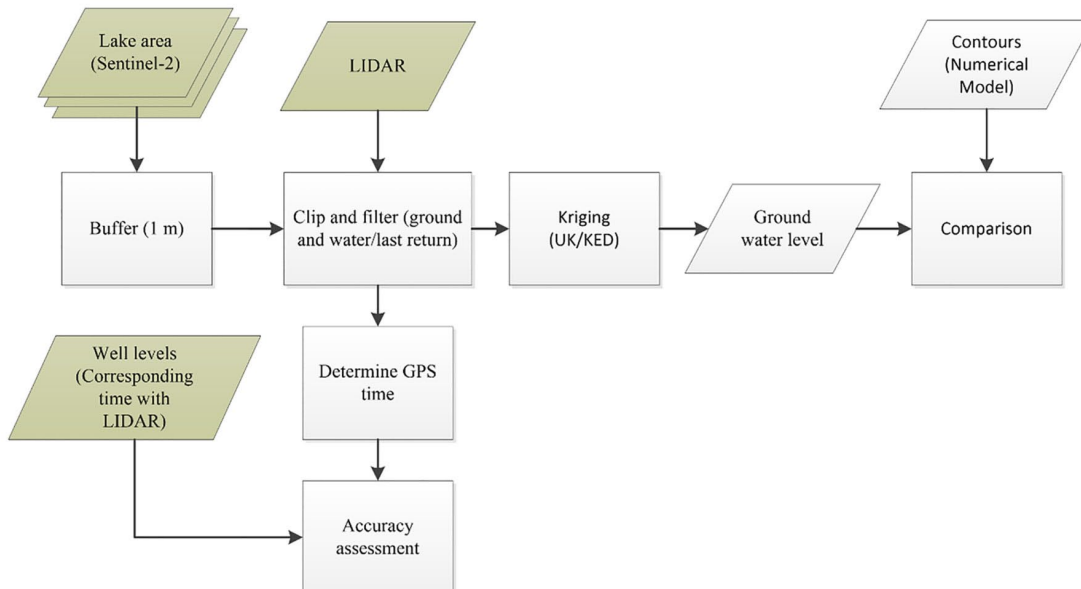 Lake area
(Sentinel-2)
LIDAR
Contours
(Numerical
Model)
Buffer (1 m)
Clip and filter (ground
and water/last return)
Kriging
(UK/KED)
Ground
water level
Comparison
Well levels
(Corresponding
time with
LIDAR)
Determine GPS
time
Accuracy
assessment